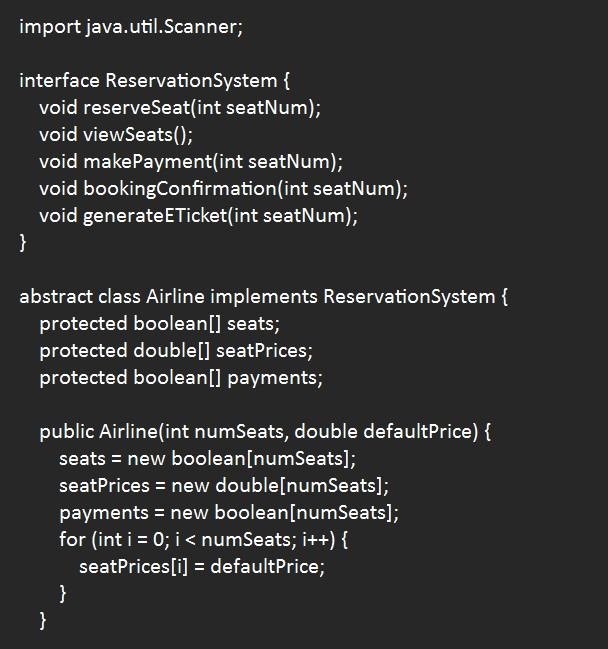 import java.util.Scanner;
interface ReservationSystem {
void reserveSeat(int seatNum);
void viewSeats();
void makePayment(int seatNum);
void bookingConfirmation(int seatNum);
void generateETicket(int seatNum);
}
abstract class Airline implements ReservationSystem {
protected boolean[] seats;
protected double[] seatPrices;
protected boolean[] payments;
public Airline(int numSeats, double defaultPrice) {
seats = new boolean[numSeats];
seatPrices = new double[numSeats];
payments = new boolean[numSeats];
for (int i = 0; i < numSeats; i++) {
seatPrices[i] = defaultPrice;
}
}